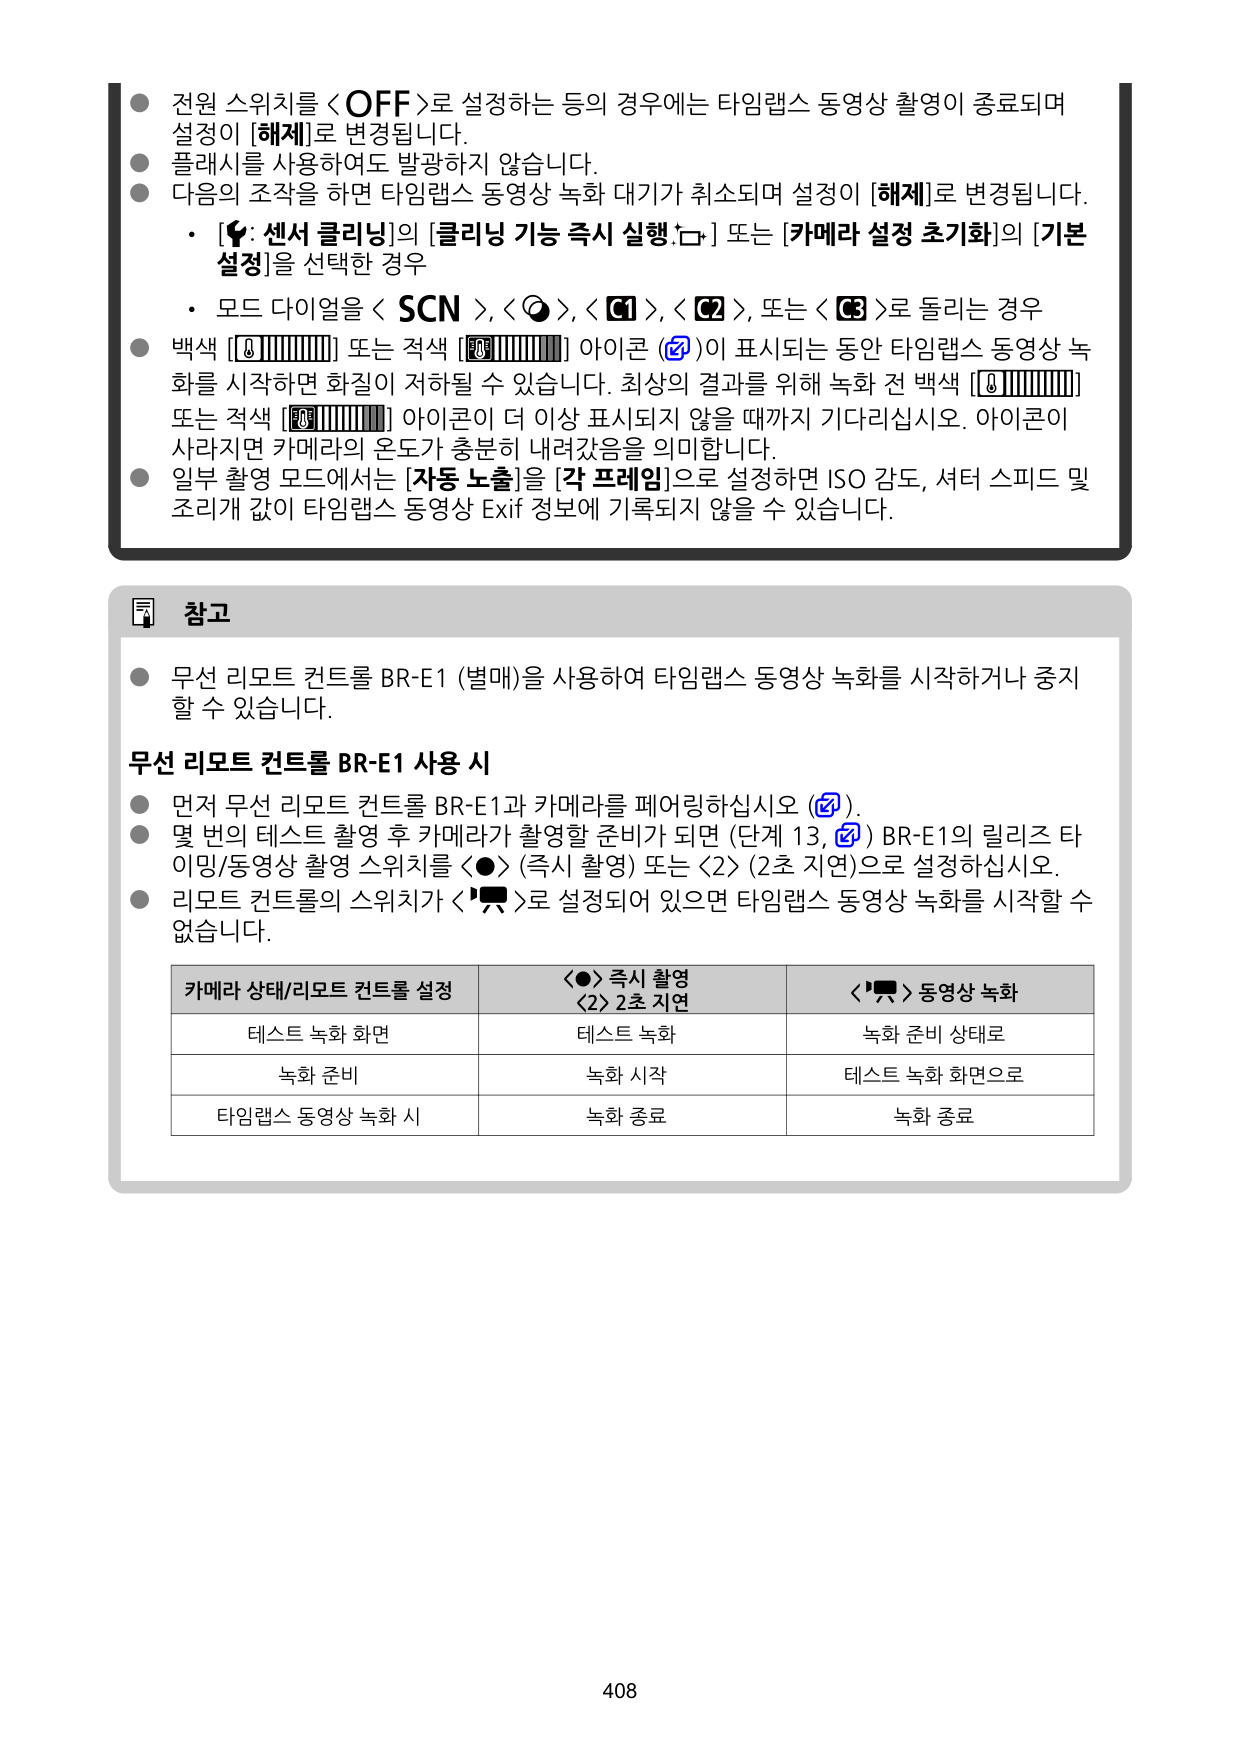 전원 스위치를 <OFF>로 설정하는 등의 경우에는 타임랩스 동영상 촬영이 종료되며
설정이 [해제]로 변경됩니다.
플래시를 사용하여도 발광하지 않습니다.
다음의 조작을 하면 타임랩스 동영상 녹화 대기가 취소되며 설정이 [해제]로 변경됩니다.
• [: 센서 클리닝]의 [클리닝 기능 즉시 실행] 또는 [카메라 설정 초기화]의 [기본
설정]을 선택한 경우
• 모드 다이얼을 < SCN >, < >, < C1 >, < C2 >, 또는 < C3 >로 돌리는 경우
백색 [] 또는 적색 [] 아이콘 ()이 표시되는 동안 타임랩스 동영상 녹
화를 시작하면 화질이 저하될 수 있습니다. 최상의 결과를 위해 녹화 전 백색 []
또는 적색 [] 아이콘이 더 이상 표시되지 않을 때까지 기다리십시오. 아이콘이
사라지면 카메라의 온도가 충분히 내려갔음을 의미합니다.
일부 촬영 모드에서는 [자동 노출]을 [각 프레임]으로 설정하면 ISO 감도, 셔터 스피드 및
조리개 값이 타임랩스 동영상 Exif 정보에 기록되지 않을 수 있습니다.
참고
무선 리모트 컨트롤 BR-E1 (별매)을 사용하여 타임랩스 동영상 녹화를 시작하거나 중지
할 수 있습니다.
무선 리모트 컨트롤 BR-E1 사용 시
먼저 무선 리모트 컨트롤 BR-E1과 카메라를 페어링하십시오 ().
몇 번의 테스트 촬영 후 카메라가 촬영할 준비가 되면 (단계 13, ) BR-E1의 릴리즈 타
이밍/동영상 촬영 스위치를 <●> (즉시 촬영) 또는 <2> (2초 지연)으로 설정하십시오.
리모트 컨트롤의 스위치가 < >로 설정되어 있으면 타임랩스 동영상 녹화를 시작할 수
없습니다.
카메라 상태/리모트 컨트롤 설정 <●> 즉시 촬영 < > 동영상 녹화
<2> 2초 지연
테스트 녹화 화면 테스트 녹화 녹화 준비 상태로
녹화 준비 녹화 시작 테스트 녹화 화면으로
타임랩스 동영상 녹화 시 녹화 종료 녹화 종료
408